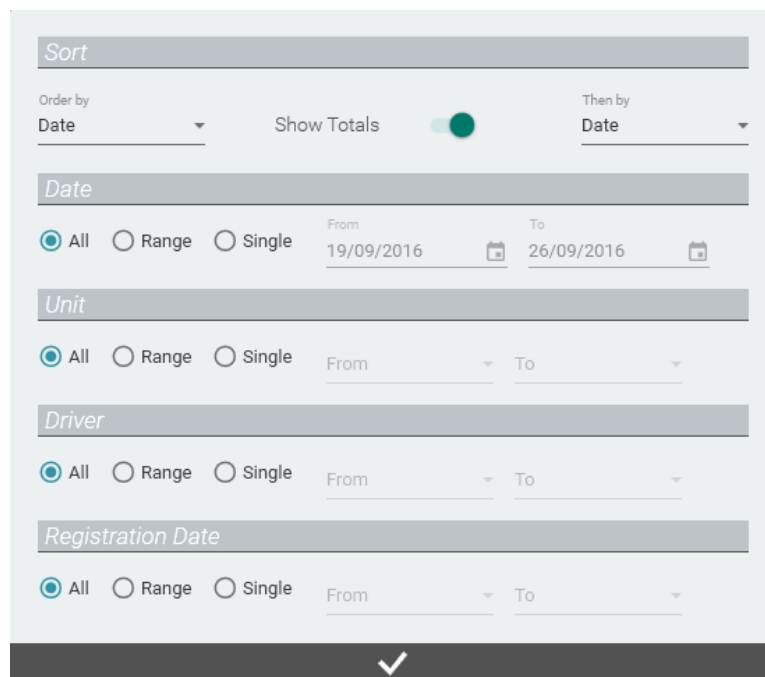 Sort
Order by
Then by
Date
Show Totals
Date
Date
All Range Single
From
To
19/09/2016
26/09/2016
Unit
All Range Single From To
Driver
All Range Single From To
Registration Date
All Range Single From To